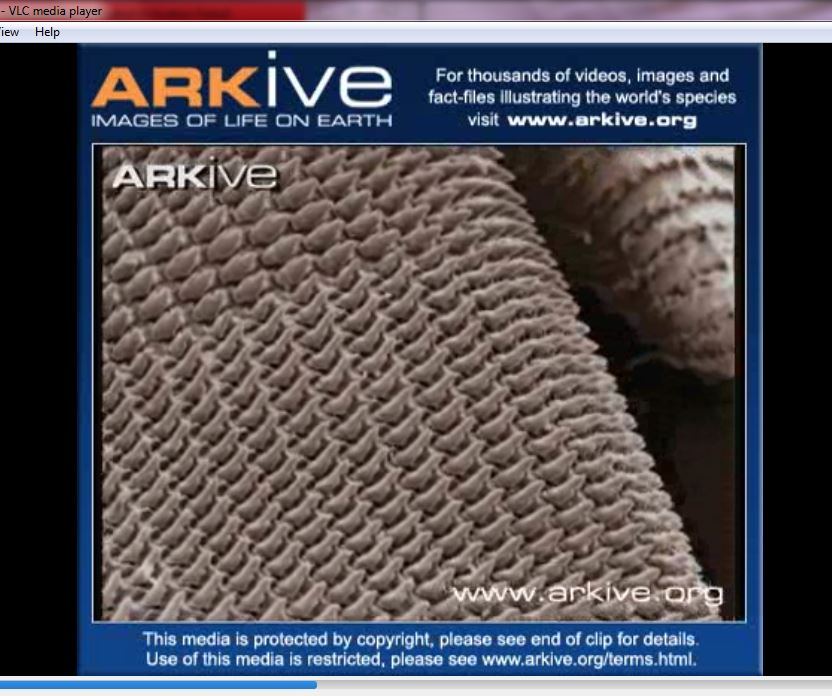 - VLC media player
iew Help
ARKive
IMAGES OF LIFE ON EARTH
For thousands of videos, images and
fact-files illustrating the world's species
visit www.arkive.org
ARKive
www.arkive.org
This media is protected by copyright, please see end of clip for details.
Use of this media is restricted, please see www.arkive.org/terms.html.